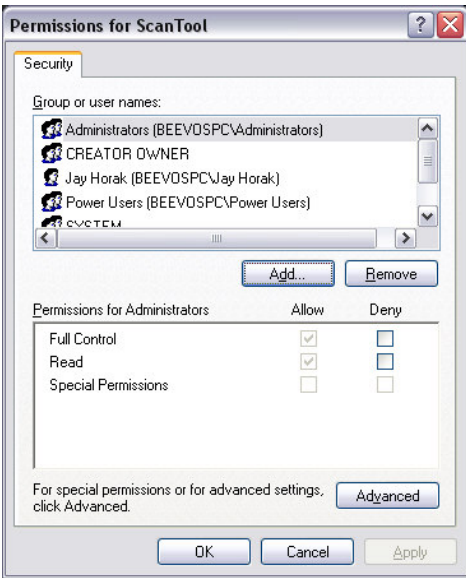 Permissions for ScanTool
Security
Group or user names:
Administrators (BEEVOSPC\Administrators)
CREATOR OWNER
Jay Horak (BEEVOSPC\Jay Horak)
Power Users (BEEVOSPC\Power Users)
SYSTEM
Add... Remove
Permissions for Administrators Allow Deny
Full Control
Read
Special Permissions
For special permissions or for advanced settings,
click Advanced.
Advanced
OK Cancel Apply